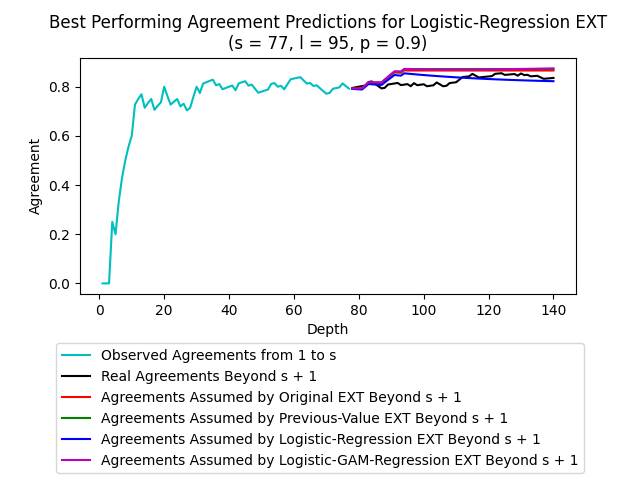 Best Performing Agreement Predictions for Logistic-Regression EXT
(s = 77, l = 95, p = 0.9)
Agreement
0.8
0.6
0.4
0.2
0.0
0 20 40 60 80 100 120 140
Depth
Observed Agreements from 1 to s
Real Agreements Beyond s + 1
Agreements Assumed by Original EXT Beyond s + 1
Agreements Assumed by Previous-Value EXT Beyond s + 1
Agreements Assumed by Logistic-Regression EXT Beyond s + 1
Agreements Assumed by Logistic-GAM-Regression EXT Beyond s + 1